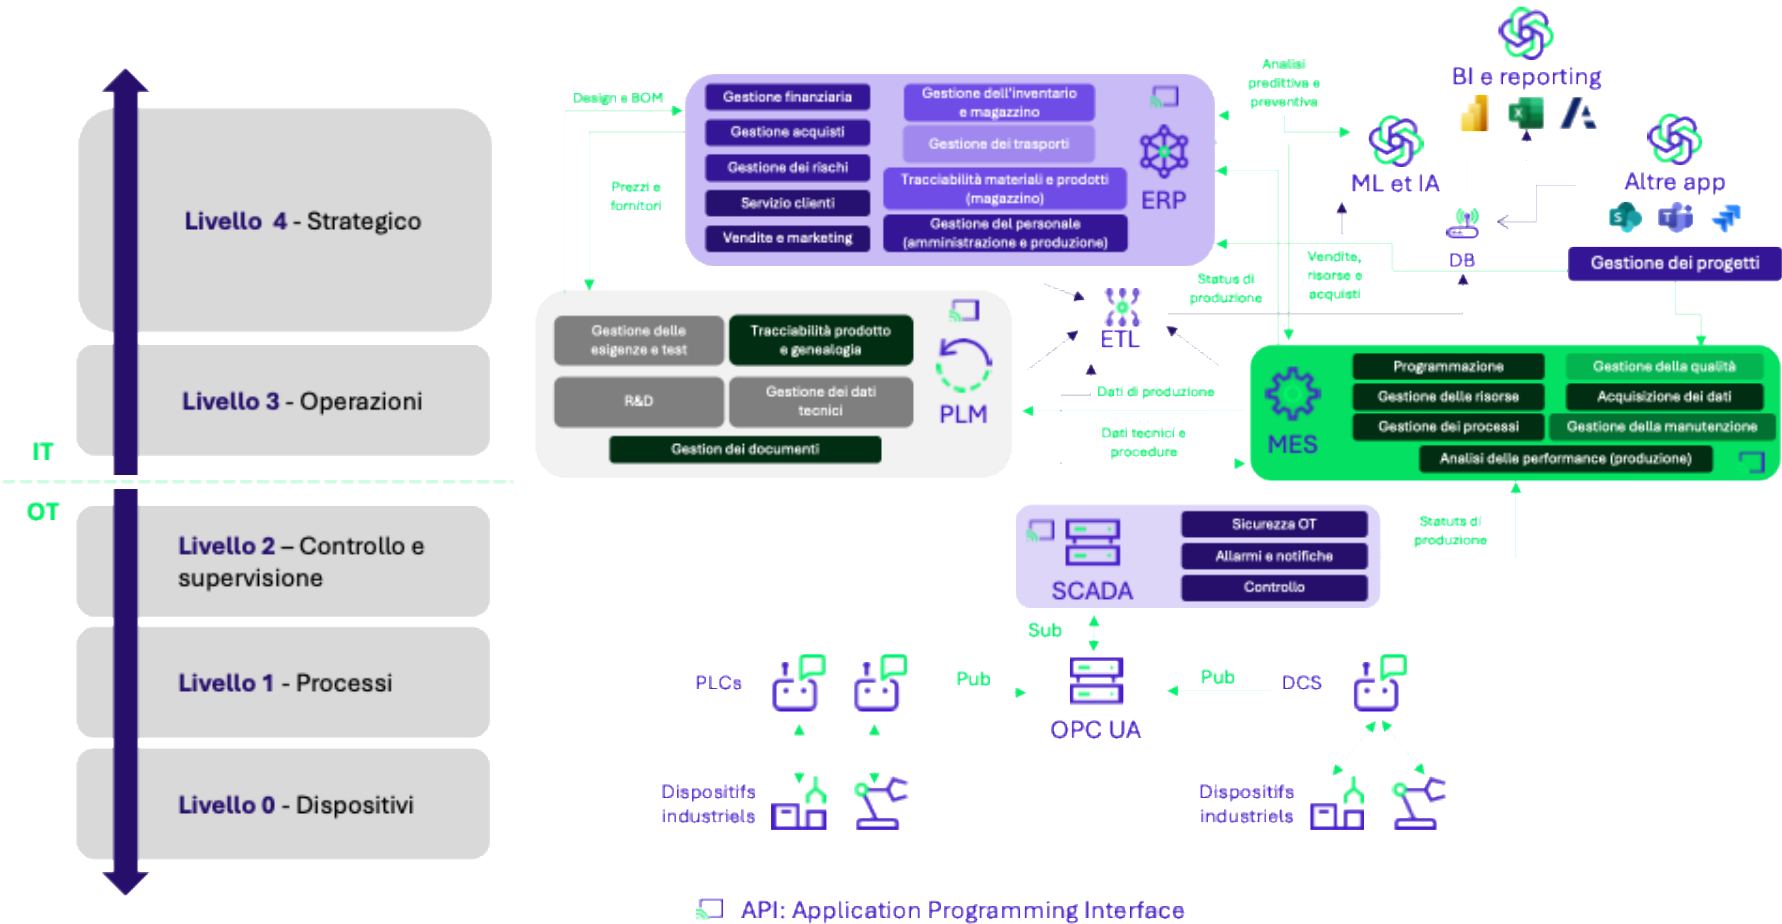 Livello 4 - Strategico
Livello 3 - Operazioni
IT
OT
Livello 2 – Controllo e
supervisione
Livello 1 - Processi
Livello 0 - Dispositivi
Design e BOM
Prezzi e
fornitori
Gestione finanziaria
Gestione acquisti
Gestione dei rischi
Servizio clienti
Vendite e marketing
Gestione dell'inventario
e magazzino
Gestione dei trasporti
Tracciabilità materiali e prodotti
(magazzino)
Gestione del personale
(amministrazione e produzione)
ERP
Analisi
predittiva e
preventiva
ML et IA
BI e reporting
Altre app
Gestione dei progetti
DB
Vendite,
risorse e
acquisti
Status di
produzione
ETL
Gestione delle
esigenze e test
Tracciabilità prodotto
e genealogia
R&D
Gestione dei dati
tecnici
Gestion dei documenti
PLM
Dati di produzione
Dati tecnici e
procedure
MES
Programmazione
Gestione delle risorse
Gestione dei processi
Gestione della qualità
Acquisizione dei dati
Gestione della manutenzione
Analisi delle performance (produzione)
Statuts di
produzione
SCADA
Sicurezza OT
Allarmi e notifiche
Controllo
Sub
PLCs
Pub
OPC UA
Pub
DCS
Dispositifs
industriels
Dispositifs
industriels
API: Application Programming Interface